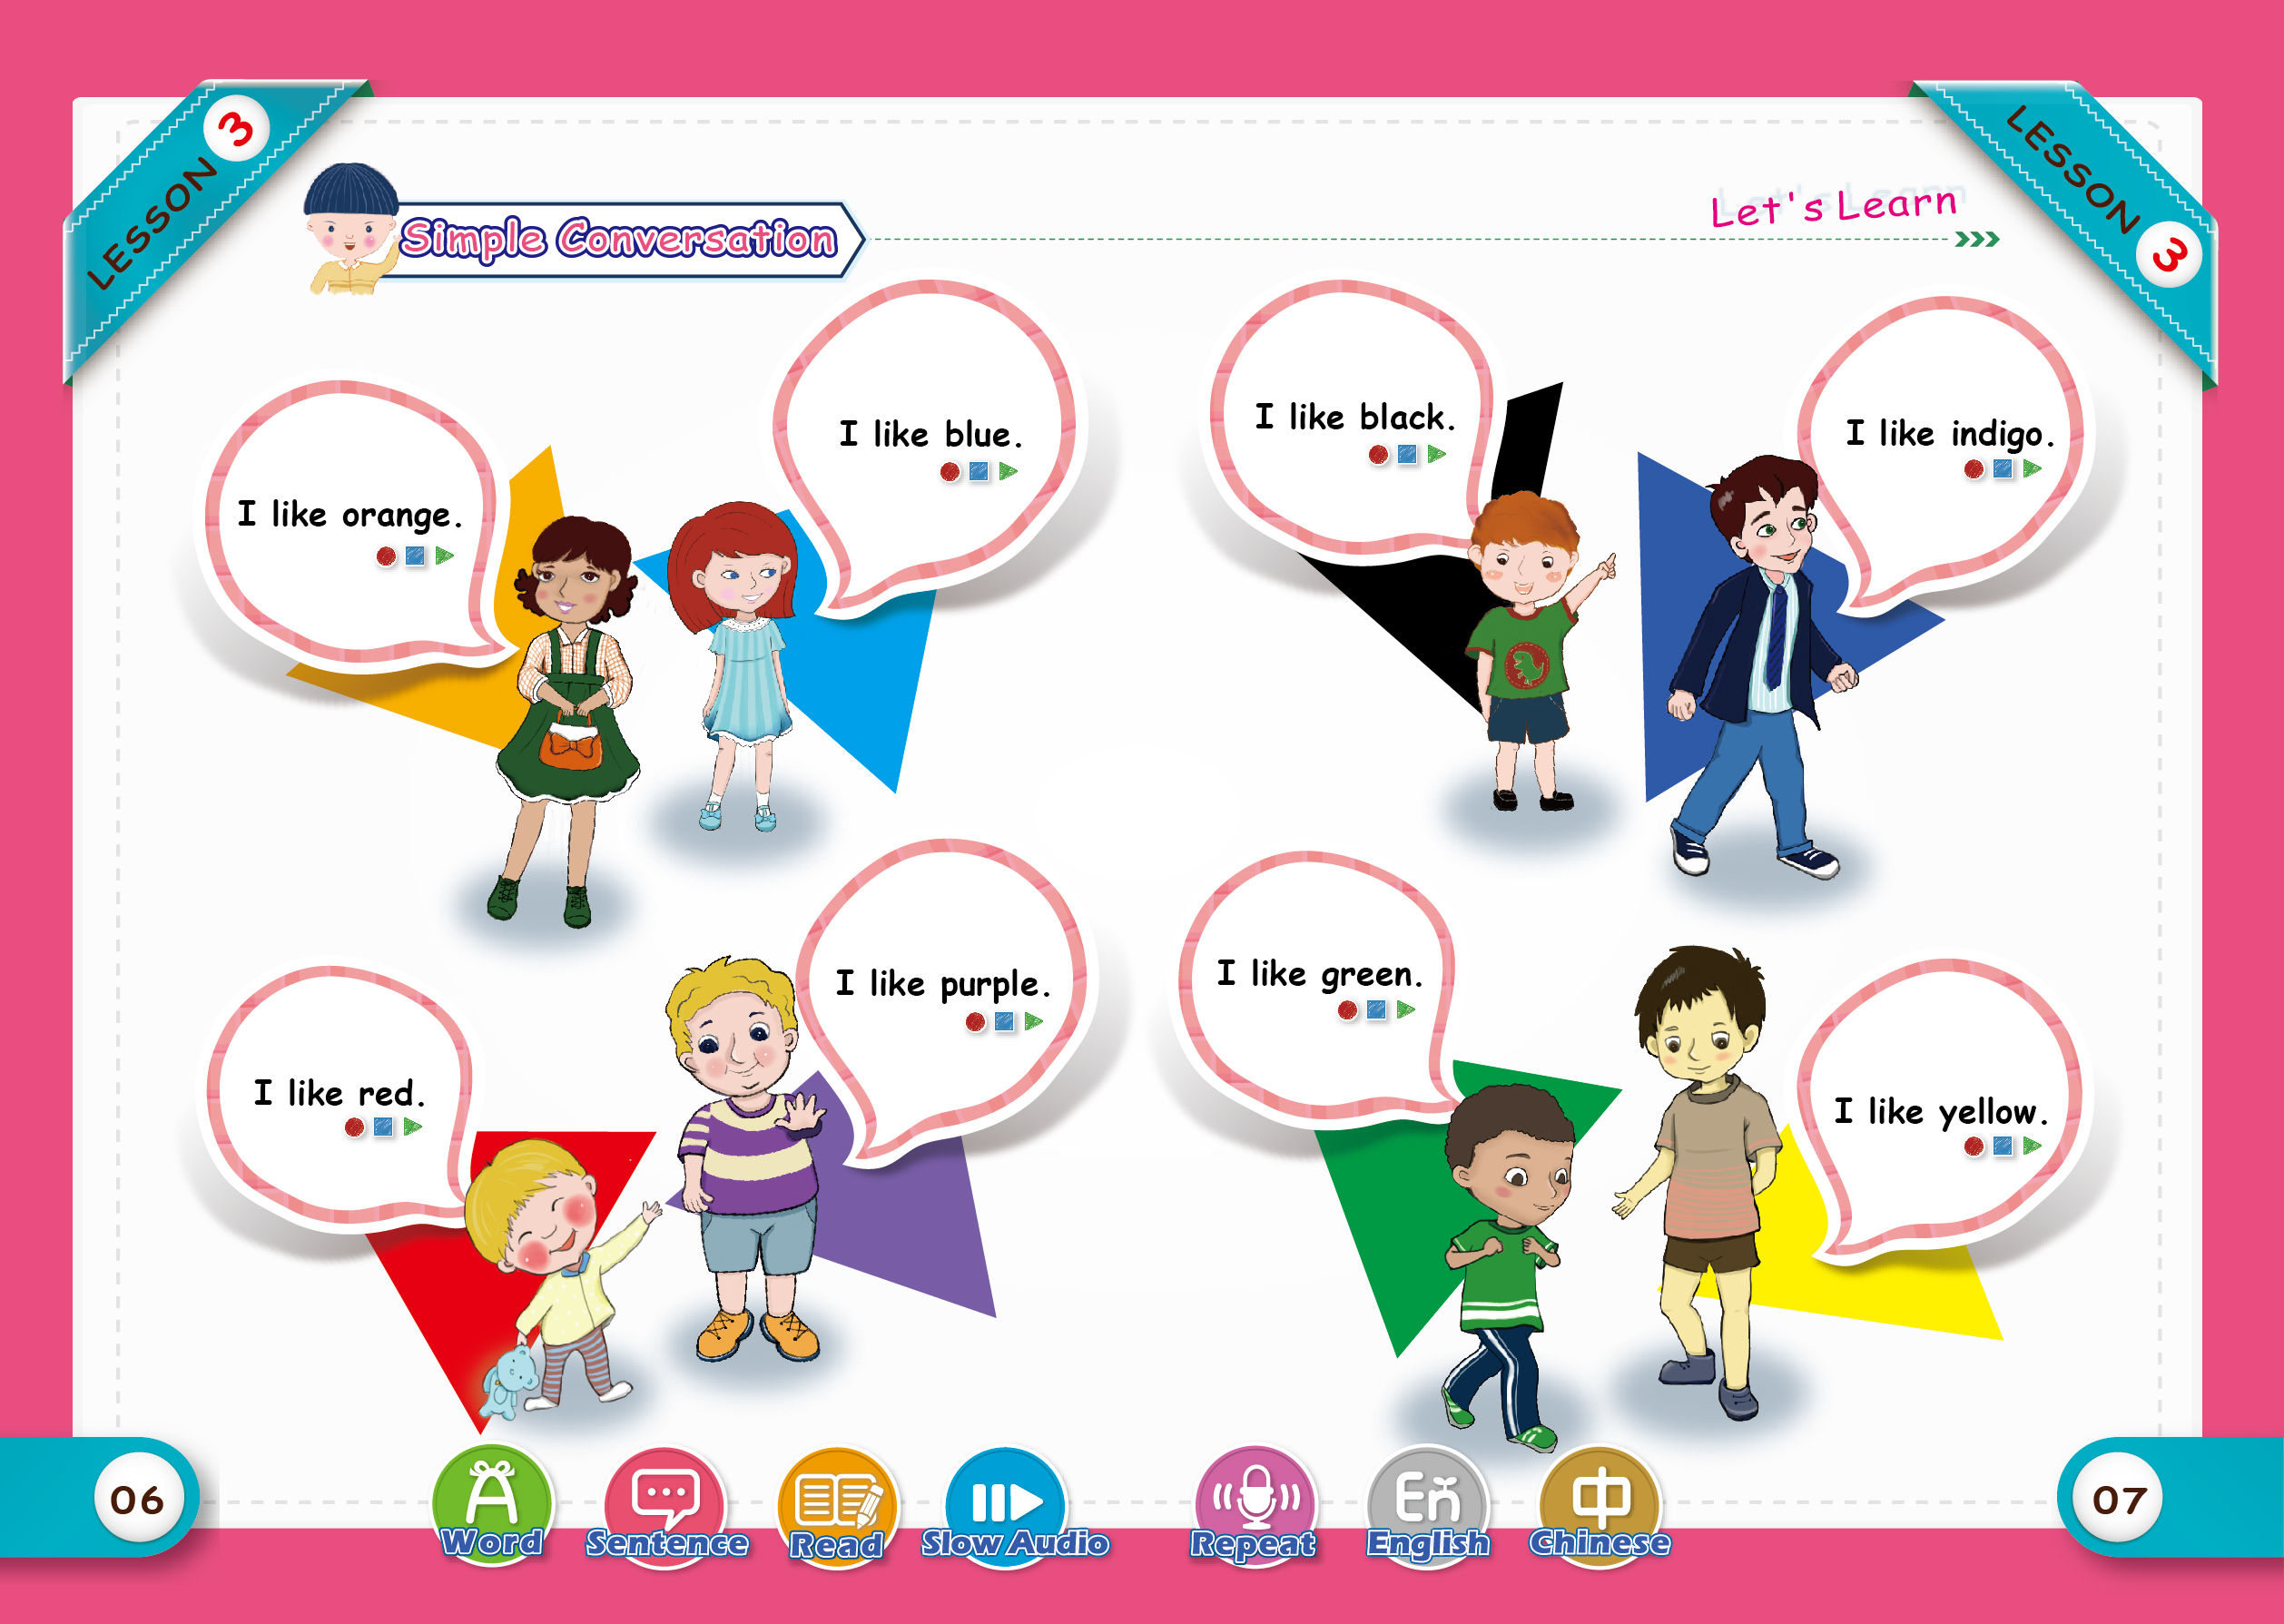 LESSON 3
Simple Conversation
Let's Learn
LESSON 3
I like orange.
I like blue.
I like black.
I like indigo.
I like red.
I like purple.
I like green.
I like yellow.
06
Word
Sentence
Read
Slow Audio
Repeat
En
English
中
Chinese
07